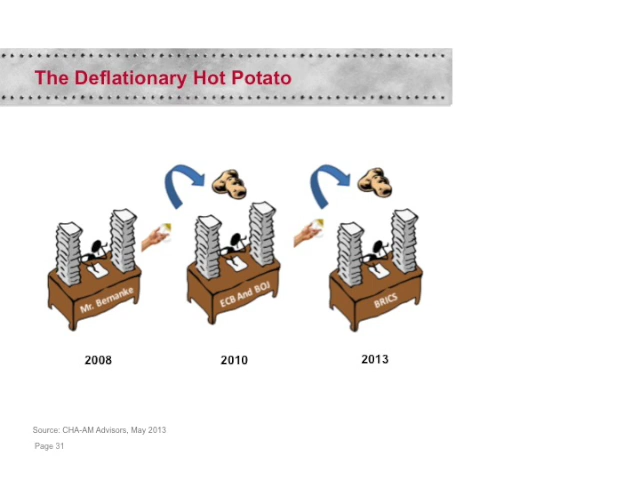 The Deflationary Hot Potato
Mr. Bernanke
ECB And BOJ
BRICS
2008
2010
2013
Source: CHA-AM Advisors, May 2013
Page 31